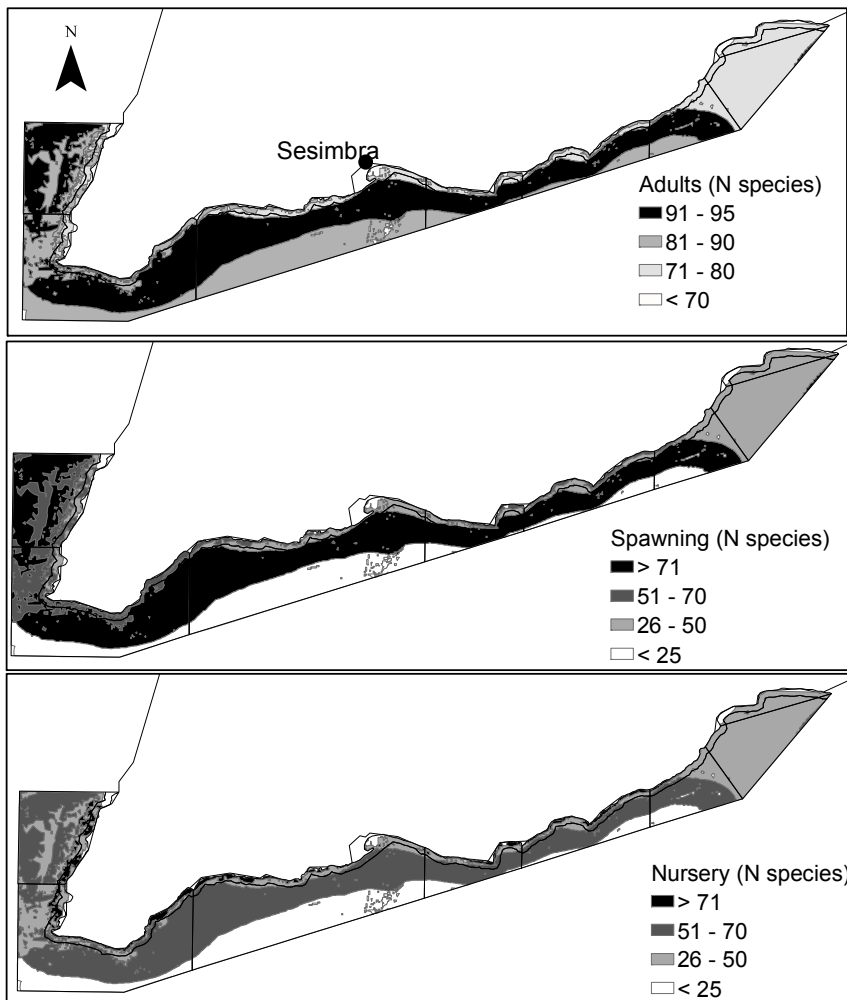 N
Sesimbra
Adults (N species)
91 - 95
81 - 90
71 - 80
< 70
Spawning (N species)
> 71
51 - 70
26 - 50
< 25
Nursery (N species)
> 71
51 - 70
26 - 50
< 25